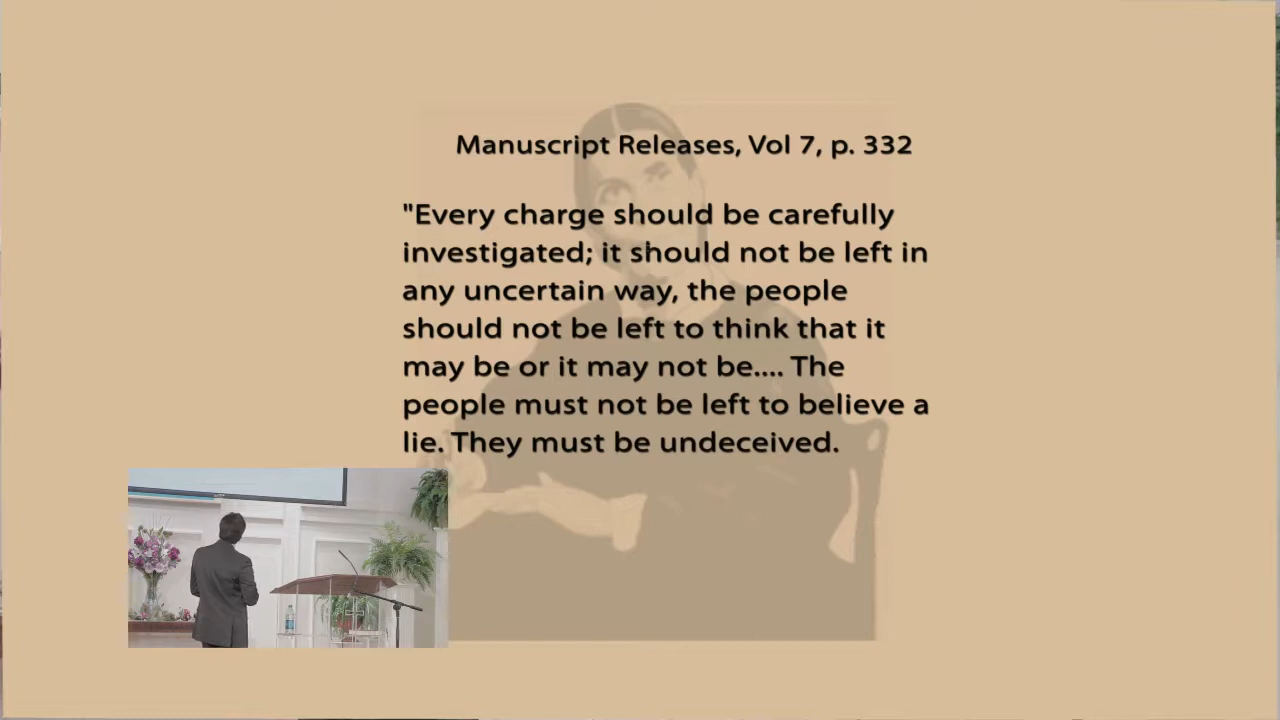 Manuscript Releases, Vol 7, p. 332
"Every charge should be carefully
investigated; it should not be left in
any uncertain way, the people
should not be left to think that it
may be or it may not be.... The
people must not be left to believe a
lie. They must be undeceived.